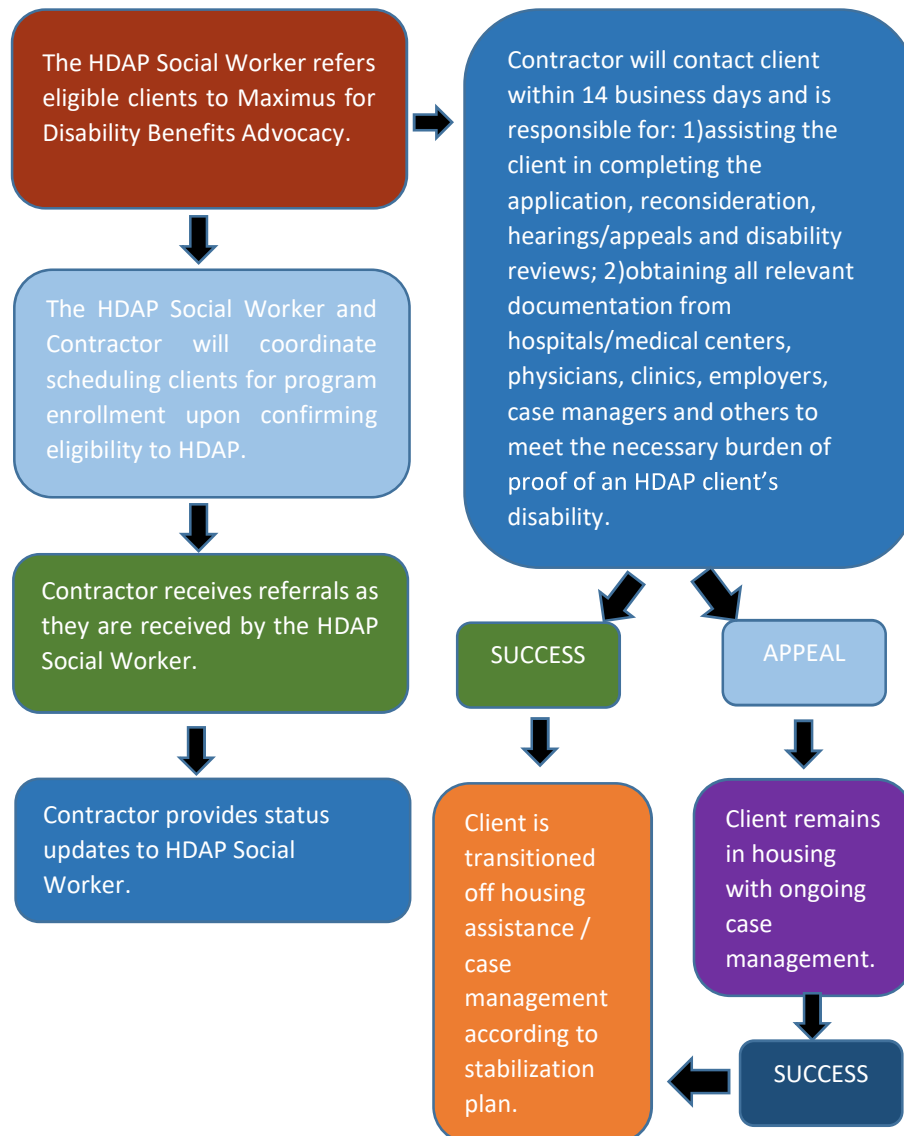 The HDAP Social Worker refers
eligible clients to Maximus for
Disability Benefits Advocacy.
Contractor will contact client
within 14 business days and is
responsible for: 1)assisting the
client in completing the
application, reconsideration,
hearings/appeals and disability
reviews; 2)obtaining all relevant
documentation from
hospitals/medical centers,
physicians, clinics, employers,
case managers and others to
meet the necessary burden of
proof of an HDAP client’s
disability.
The HDAP Social Worker and
Contractor will coordinate
scheduling clients for program
enrollment upon confirming
eligibility to HDAP.
Contractor receives referrals as
they are received by the HDAP
Social Worker.
Contractor provides status
updates to HDAP Social
Worker.
SUCCESS
APPEAL
Client is
transitioned
off housing
assistance /
case
management
according to
stabilization
plan.
Client remains
in housing
with ongoing
case
management.
SUCCESS